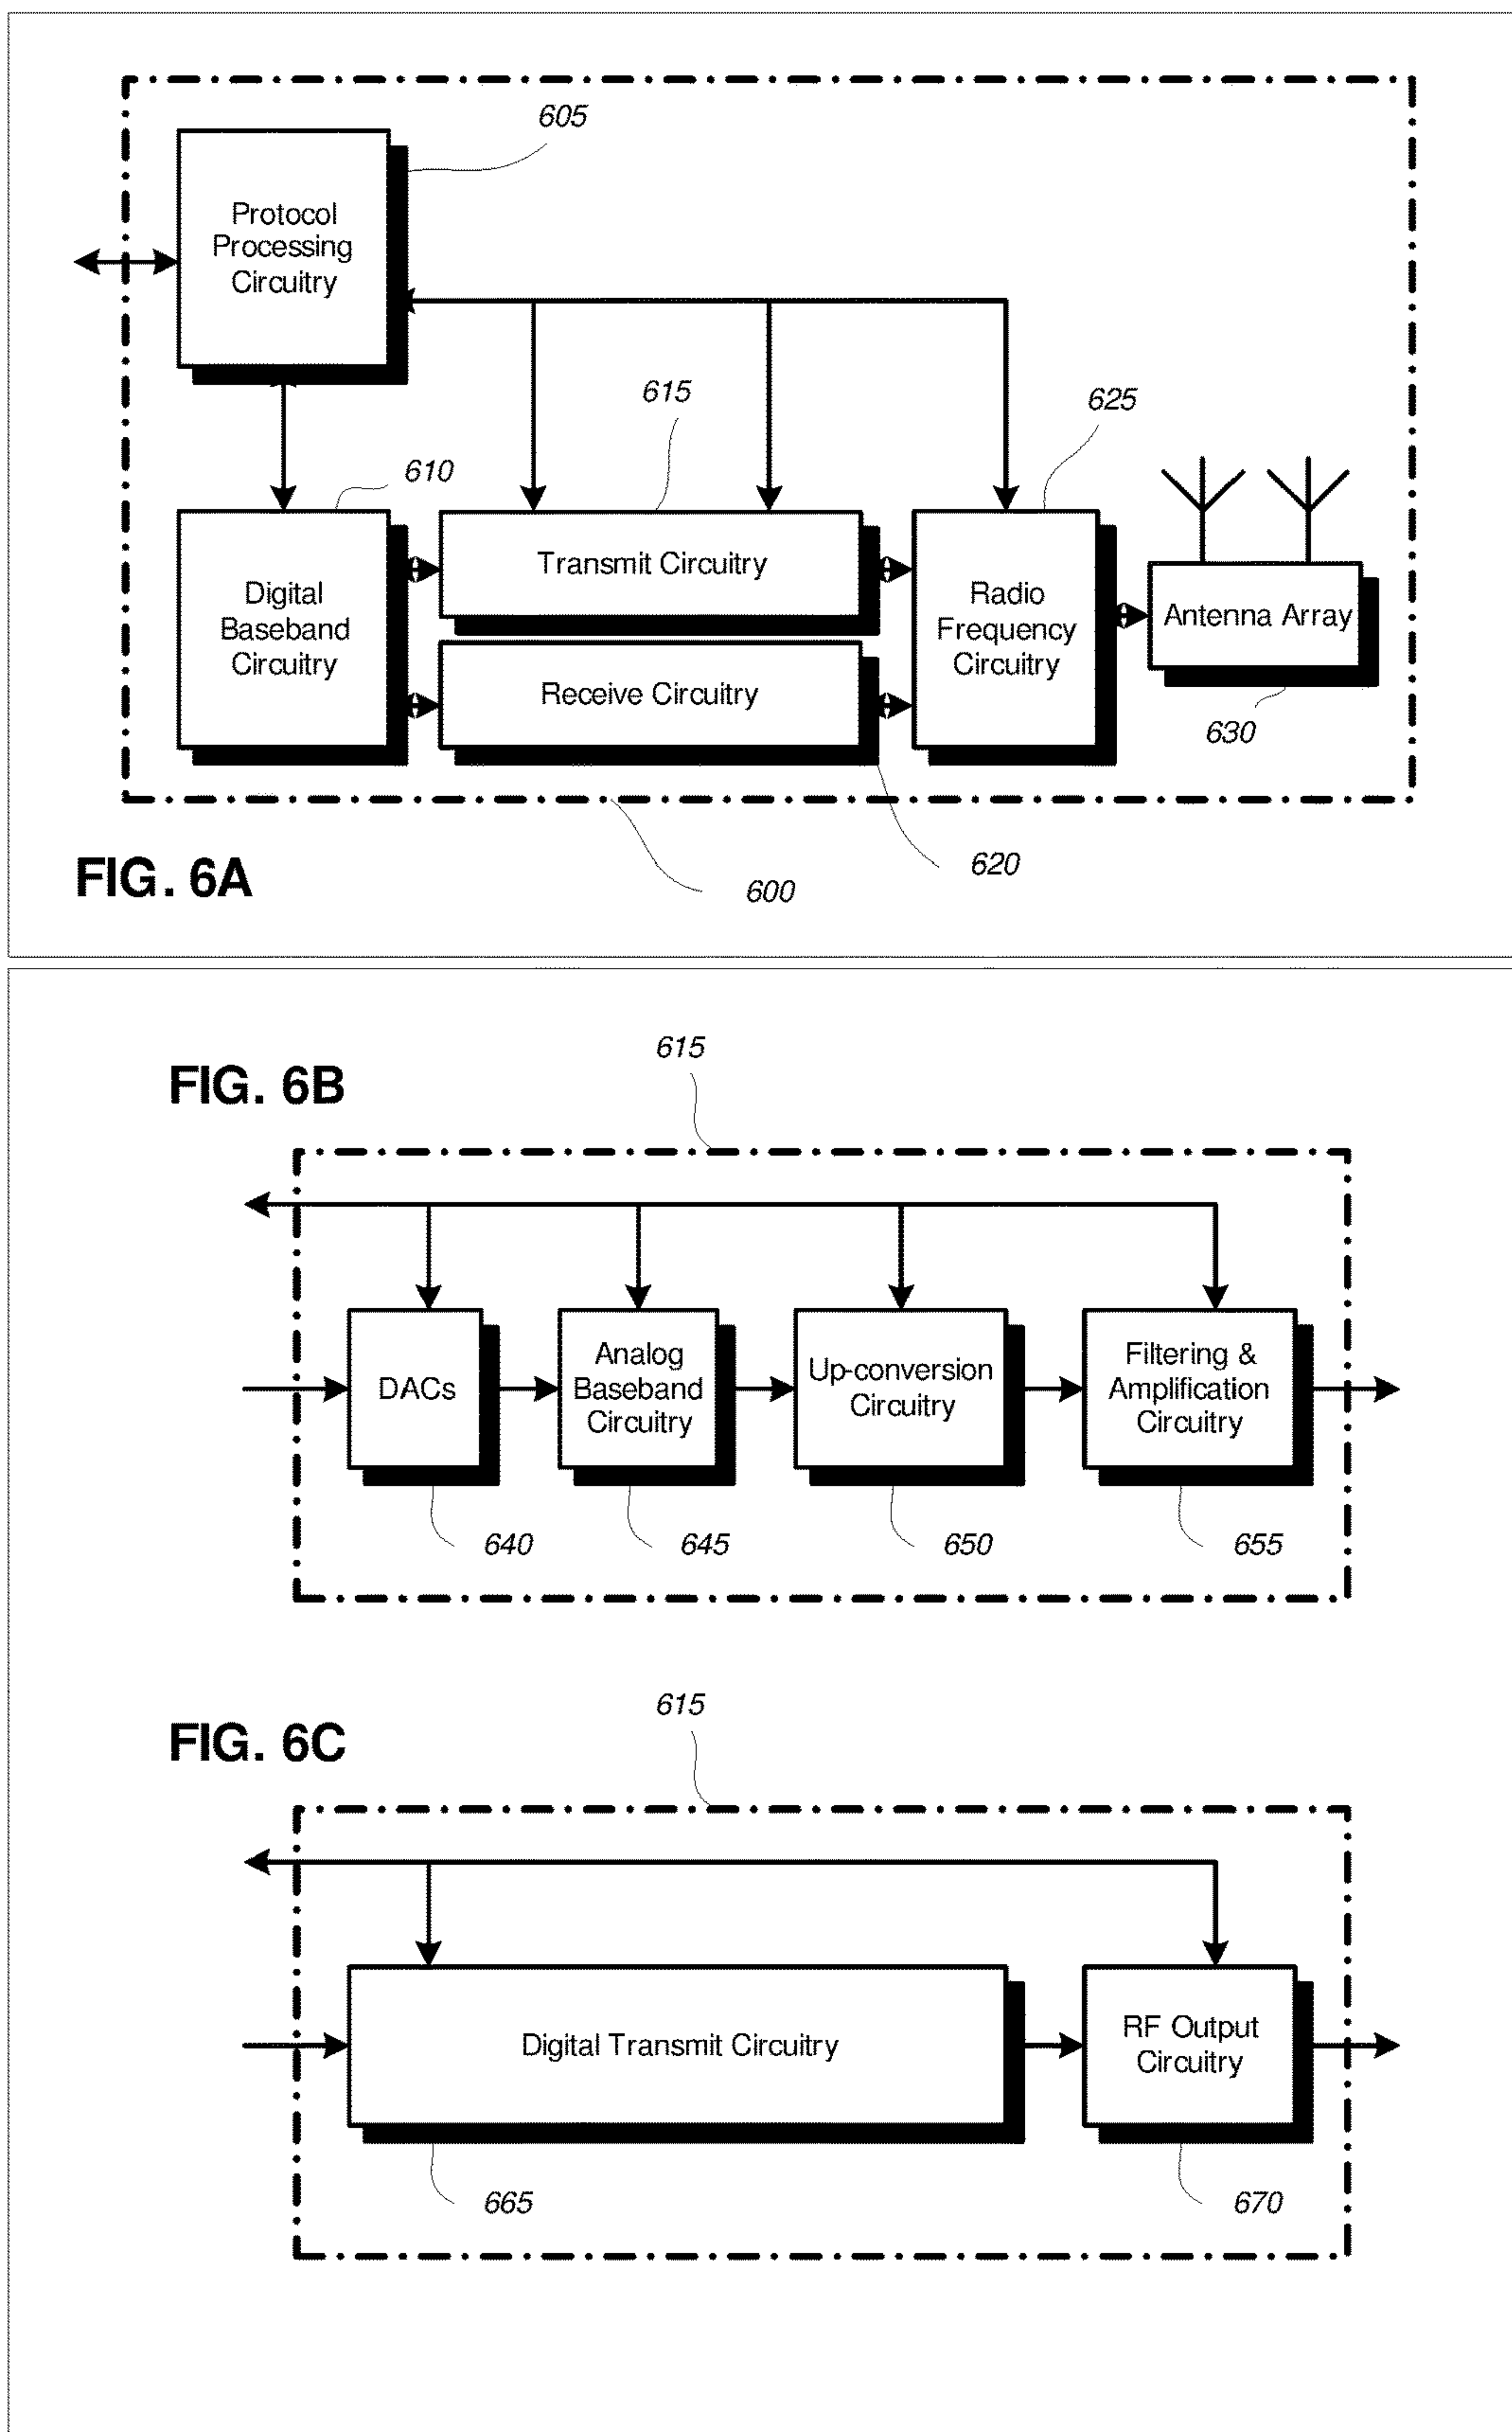 605
Protocol
Processing
Circuitry
615
625
610
Transmit Circuitry
Digital
Baseband
Circuitry
Radio
Frequency
Circuitry
Antenna Array
Receive Circuitry
630
620
FIG. 6A
600
615
FIG. 6B
DACs
Analog
Baseband
Circuitry
Up-conversion
Circuitry
Filtering &
Amplification
Circuitry
640
645
650
655
615
FIG. 6C
Digital Transmit Circuitry
RF Output
Circuitry
665
670